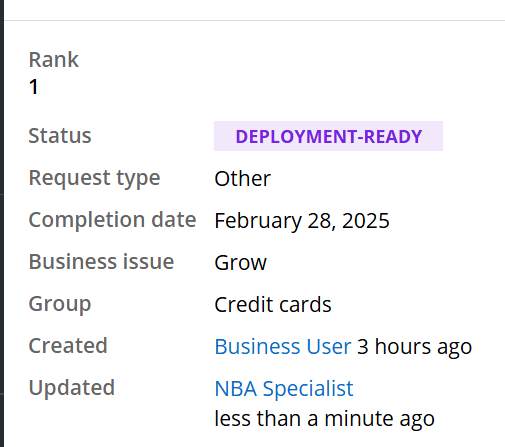 Rank
1
Status DEPLOYMENT-READY
Request type Other
Completion date February 28, 2025
Business issue Grow
Group Credit cards
Created Business User 3 hours ago
Updated NBA Specialist
less than a minute ago